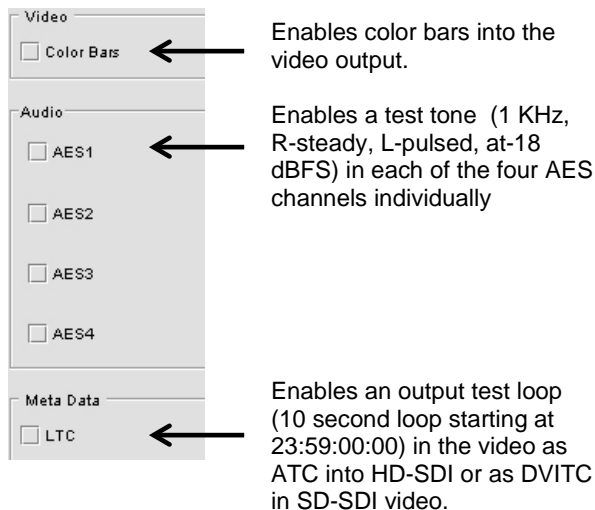 Video
Color Bars
Enables color bars into the
video output.
Audio
AES1
AES2
AES3
AES4
Enables a test tone (1 KHz,
R-steady, L-pulsed, at-18
dBFS) in each of the four AES
channels individually
Meta Data
LTC
Enables an output test loop
(10 second loop starting at
23:59:00:00) in the video as
ATC into HD-SDI or as DVITC
in SD-SDI video.